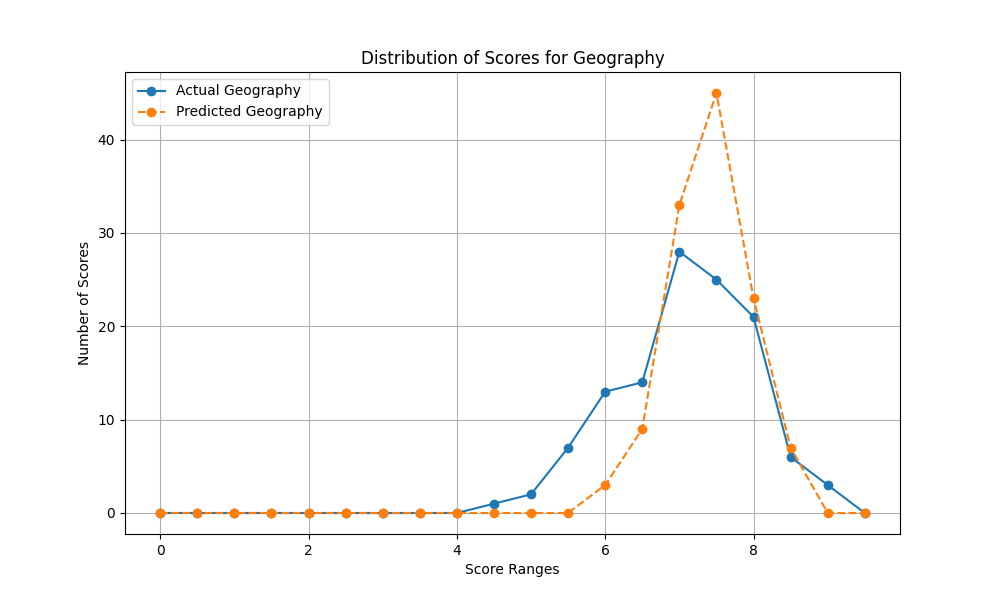 Distribution of Scores for Geography
Actual Geography
Predicted Geography
Number of Scores
40
30
20
10
0
0 2 4 6 8
Score Ranges